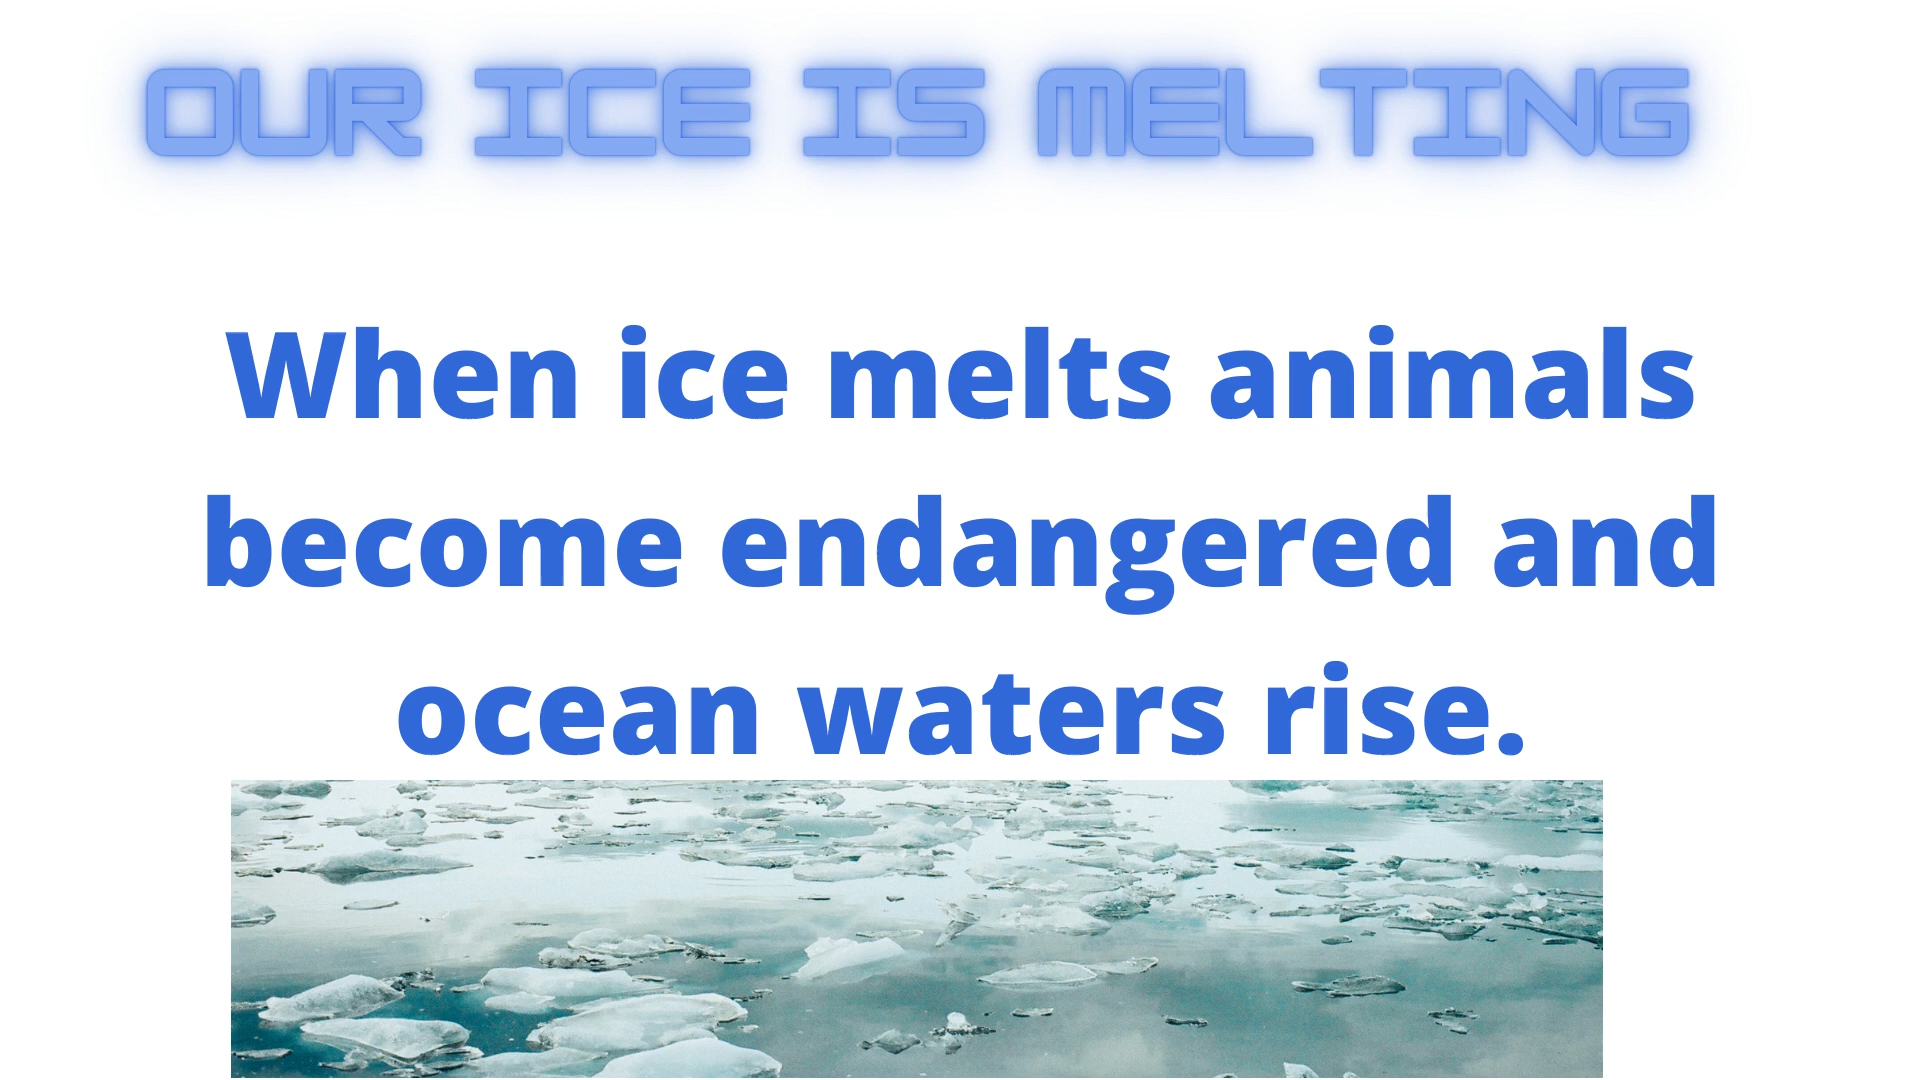 OUR ICE IS MELTING
When ice melts animals
become endangered and
ocean waters rise.